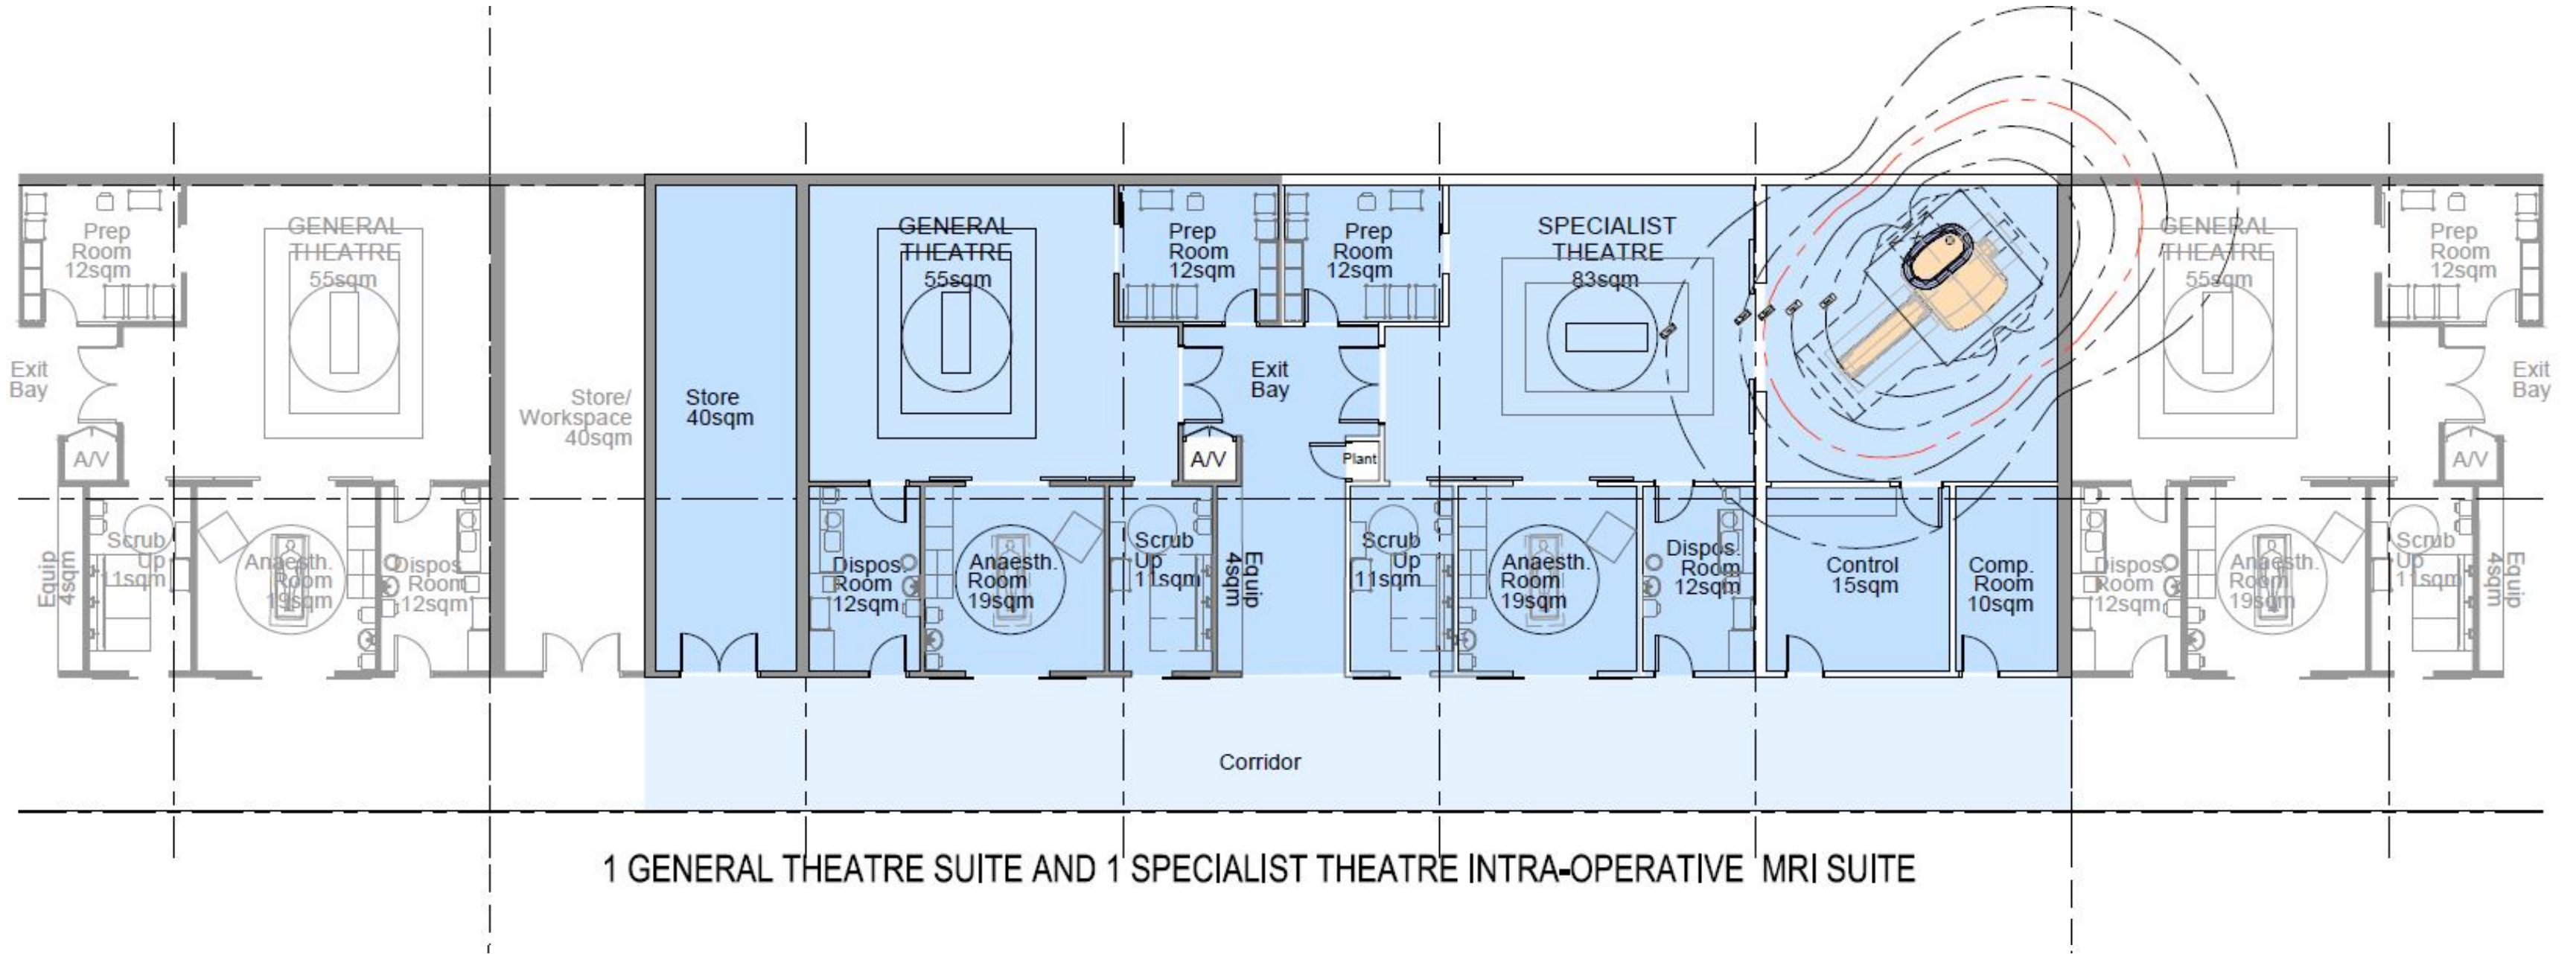 Prep
Room
12sqm
GENERAL
THEATRE
55sqm
Exit
Bay
A/V
Store/
Workspace
40sqm
Equip
4sqm
Scrub
Up
11sqm
Anaesth.
Room
19sqm
Dispos.
Room
12sqm
Store
40sqm
GENERAL
THEATRE
55sqm
Prep
Room
12sqm
Prep
Room
12sqm
SPECIALIST
THEATRE
83sqm
Exit
Bay
A/V
Plant
Dispos.
Room
12sqm
Anaesth.
Room
19sqm
Scrub
Up
11sqm
Equip
4sqm
Scrub
Up
11sqm
Anaesth.
Room
19sqm
Dispos.
Room
12sqm
Control
15sqm
Comp.
Room
10sqm
GENERAL
THEATRE
55sqm
Prep
Room
12sqm
Exit
Bay
A/V
Dispos.
Room
12sqm
Anaesth.
Room
19sqm
Scrub
Up
11sqm
Equip
4sqm
Corridor
1 GENERAL THEATRE SUITE AND 1 SPECIALIST THEATRE INTRA-OPERATIVE MRI SUITE